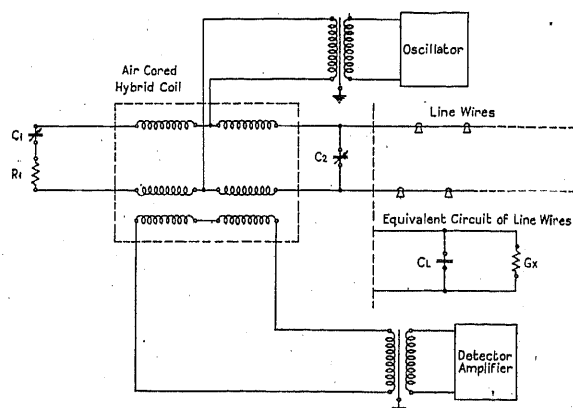 Oscillator
Air Cored
Hybrid Coil
Line Wires
C1
C2
R1
Equivalent Circuit of Line Wires
CL
Gx
Detector
Amplifier